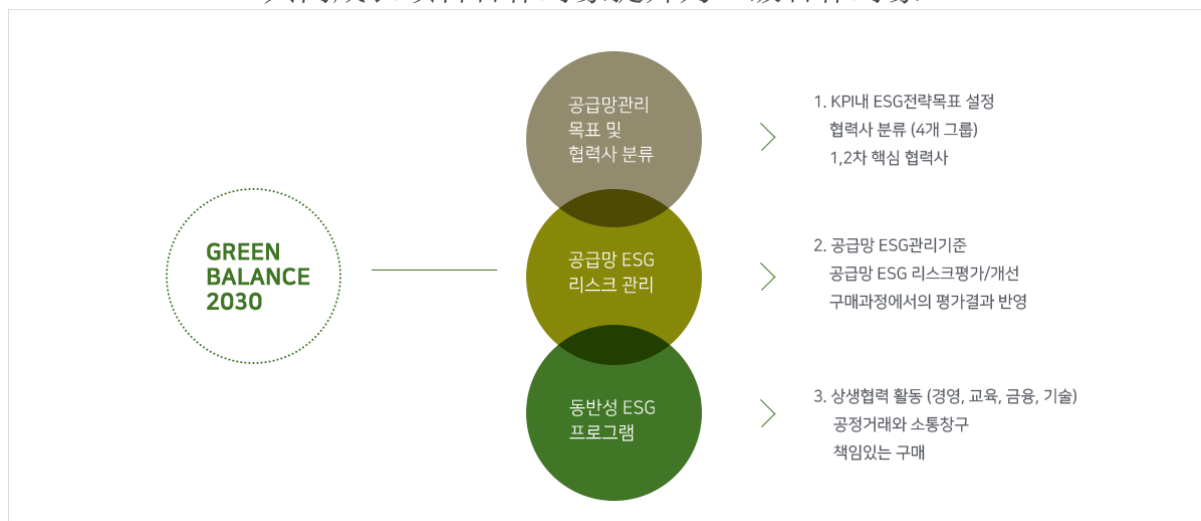 GREEN
BALANCE
2030
공급망관리
목표 및
협력사 분류
1. KPI내 ESG전략목표 설정
협력사 분류 (4개 그룹)
1,2차 핵심 협력사
공급망 ESG
리스크 관리
2. 공급망 ESG관리기준
공급망 ESG 리스크평가/개선
구매과정에서의 평가결과 반영
동반성 ESG
프로그램
3. 상생협력 활동 (경영, 교육, 금융, 기술)
공정거래와 소통창구
책임있는 구매